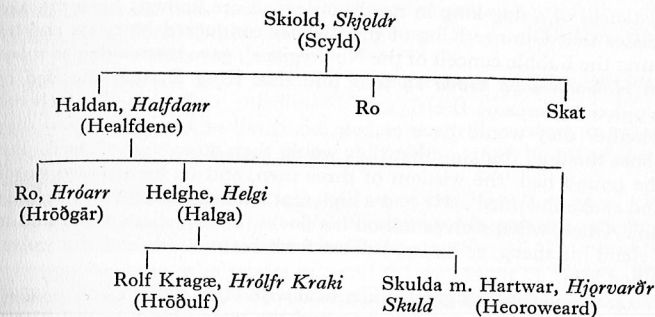 Skiold, Skjoldr
(Scyld)
Haldan, Halfdanr
(Healfdene)
Ro
Skat
Ro, Hróarr
(Hrōðgār)
Helghe, Helgi
(Halga)
Rolf Kragæ, Hrólfr Kraki
(Hrōðulf)
Skulda m. Hartwar, Hjǫrvarðr
Skuld (Heoroweard)